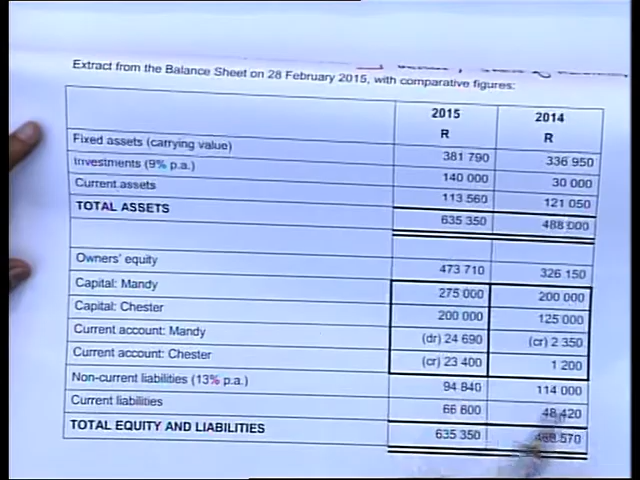 Extract from the Balance Sheet on 28 February 2015, with comparative figures:
2015 2014
R R
Fixed assets (carrying value) 381 790 336 950
Investments (9% p.a.) 140 000 30 000
Current assets 113 560 121 050
TOTAL ASSETS 635 350 488 000
Owners' equity 473 710 326 150
Capital: Mandy 275 000 200 000
Capital: Chester 200 000 125 000
Current account: Mandy (dr) 24 690 (cr) 2 350
Current account: Chester (cr) 23 400 1 200
Non-current liabilities (13% p.a.) 94 840 114 000
Current liabilities 66 800 48 420
TOTAL EQUITY AND LIABILITIES 635 350 488 570